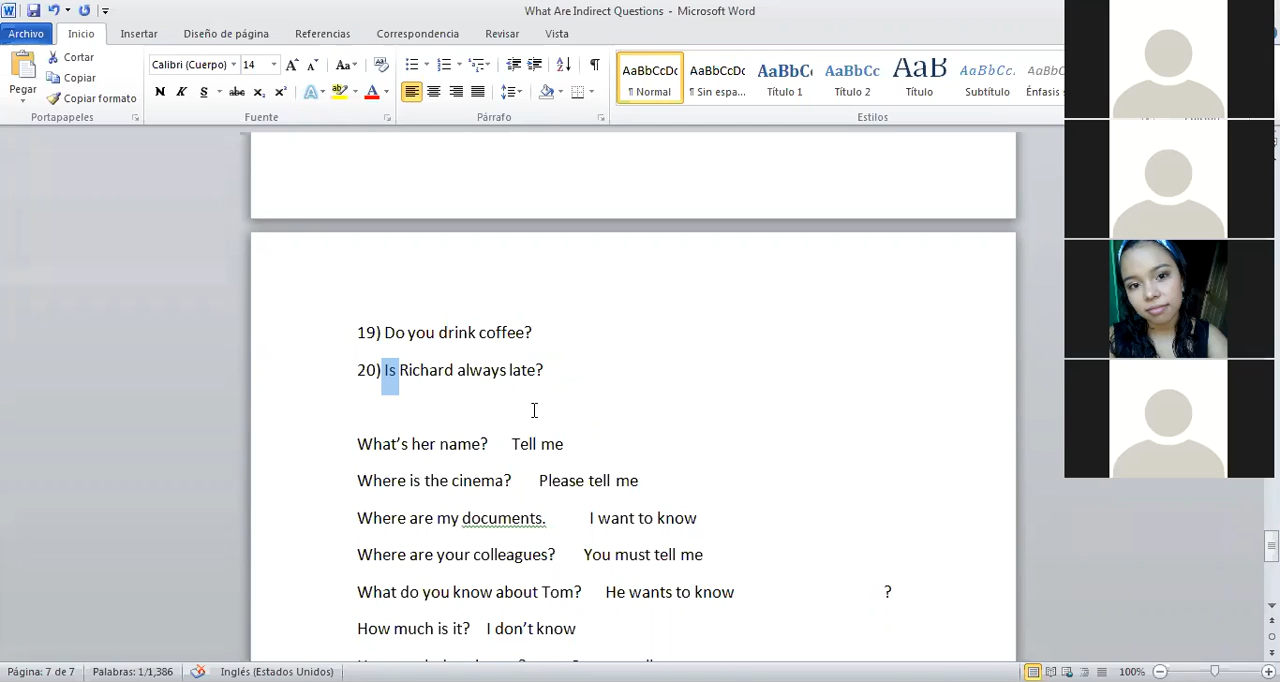 What Are Indirect Questions - Microsoft Word
Archivo Inicio Insertar Diseño de página Referencias Correspondencia Revisar Vista
Cortar
Copiar
Copiar formato
Pegar
Portapapeles
Calibri (Cuerpo) 14
Fuente
Párrafo
AaBbCcDc AaBbCcDc AaBbC AaBbCc AaB AaBbCc AaBbCc
¶ Normal ¶ Sin espa... Título 1 Título 2 Título Subtítulo Énfasis
Estilos
19) Do you drink coffee?
20) Is Richard always late?
What's her name? Tell me
Where is the cinema? Please tell me
Where are my documents. I want to know
Where are your colleagues? You must tell me
What do you know about Tom? He wants to know ?
How much is it? I don't know
Página: 7 de 7 Palabras: 1/1,386 Inglés (Estados Unidos) 100%